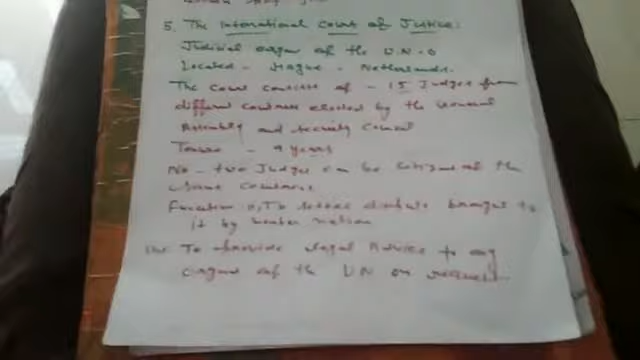 5. The International Court of Justice:
Judicial organ of the U.N.O
Located - Hague - Netherlands.
The Court consists of - 15 Judges from
different countries elected by the General
Assembly and Security Council
Tenure - 9 years
No - two Judges can be citizens of the
same countries
Function i, To settle dispute brought to
it by member nation
To provide legal Advice to any
organ of the UN on request